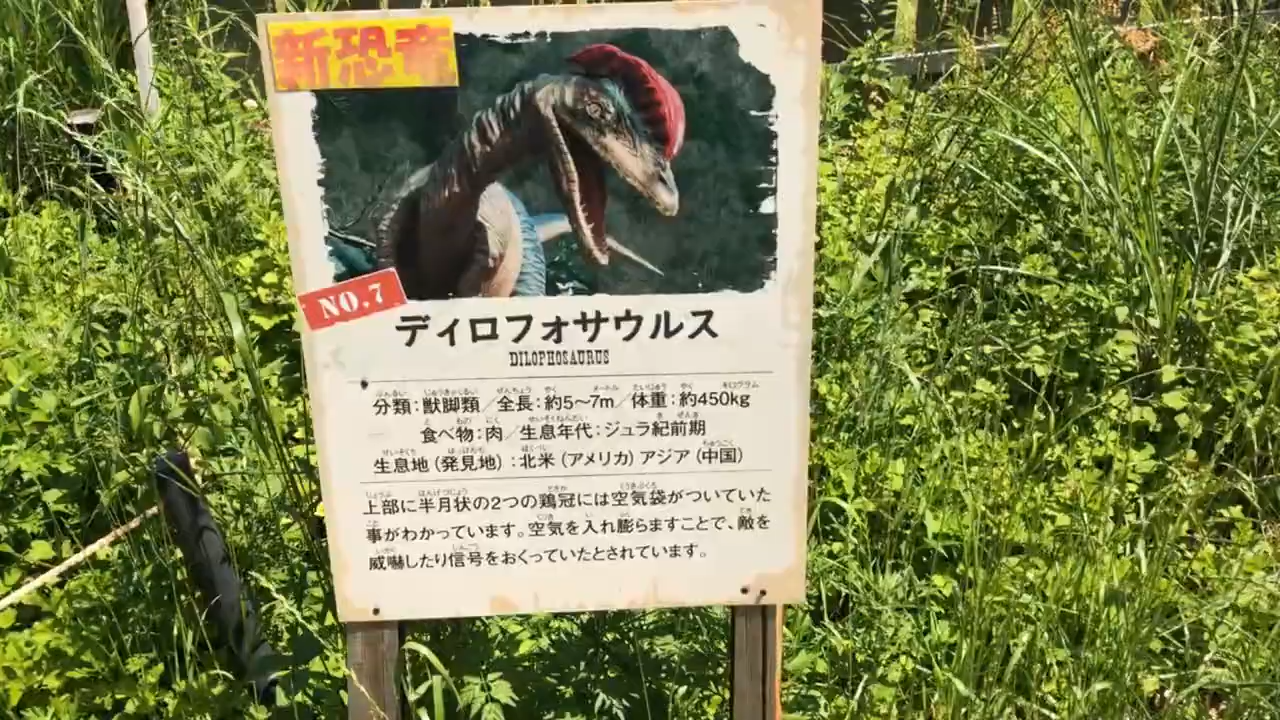 新恐竜
NO.7
ディロフォサウルス
DILOPHOSAURUS
分類:獣脚類/全長:約5~7m/体重:約450kg
食べ物:肉/生息年代:ジュラ紀前期
生息地(発見地):北米(アメリカ)アジア(中国)
上部に半月状の2つの鶏冠には空気袋がついていた
事がわかっています。空気を入れ膨らますことで、敵を
威嚇したり信号をおくっていたとされています。